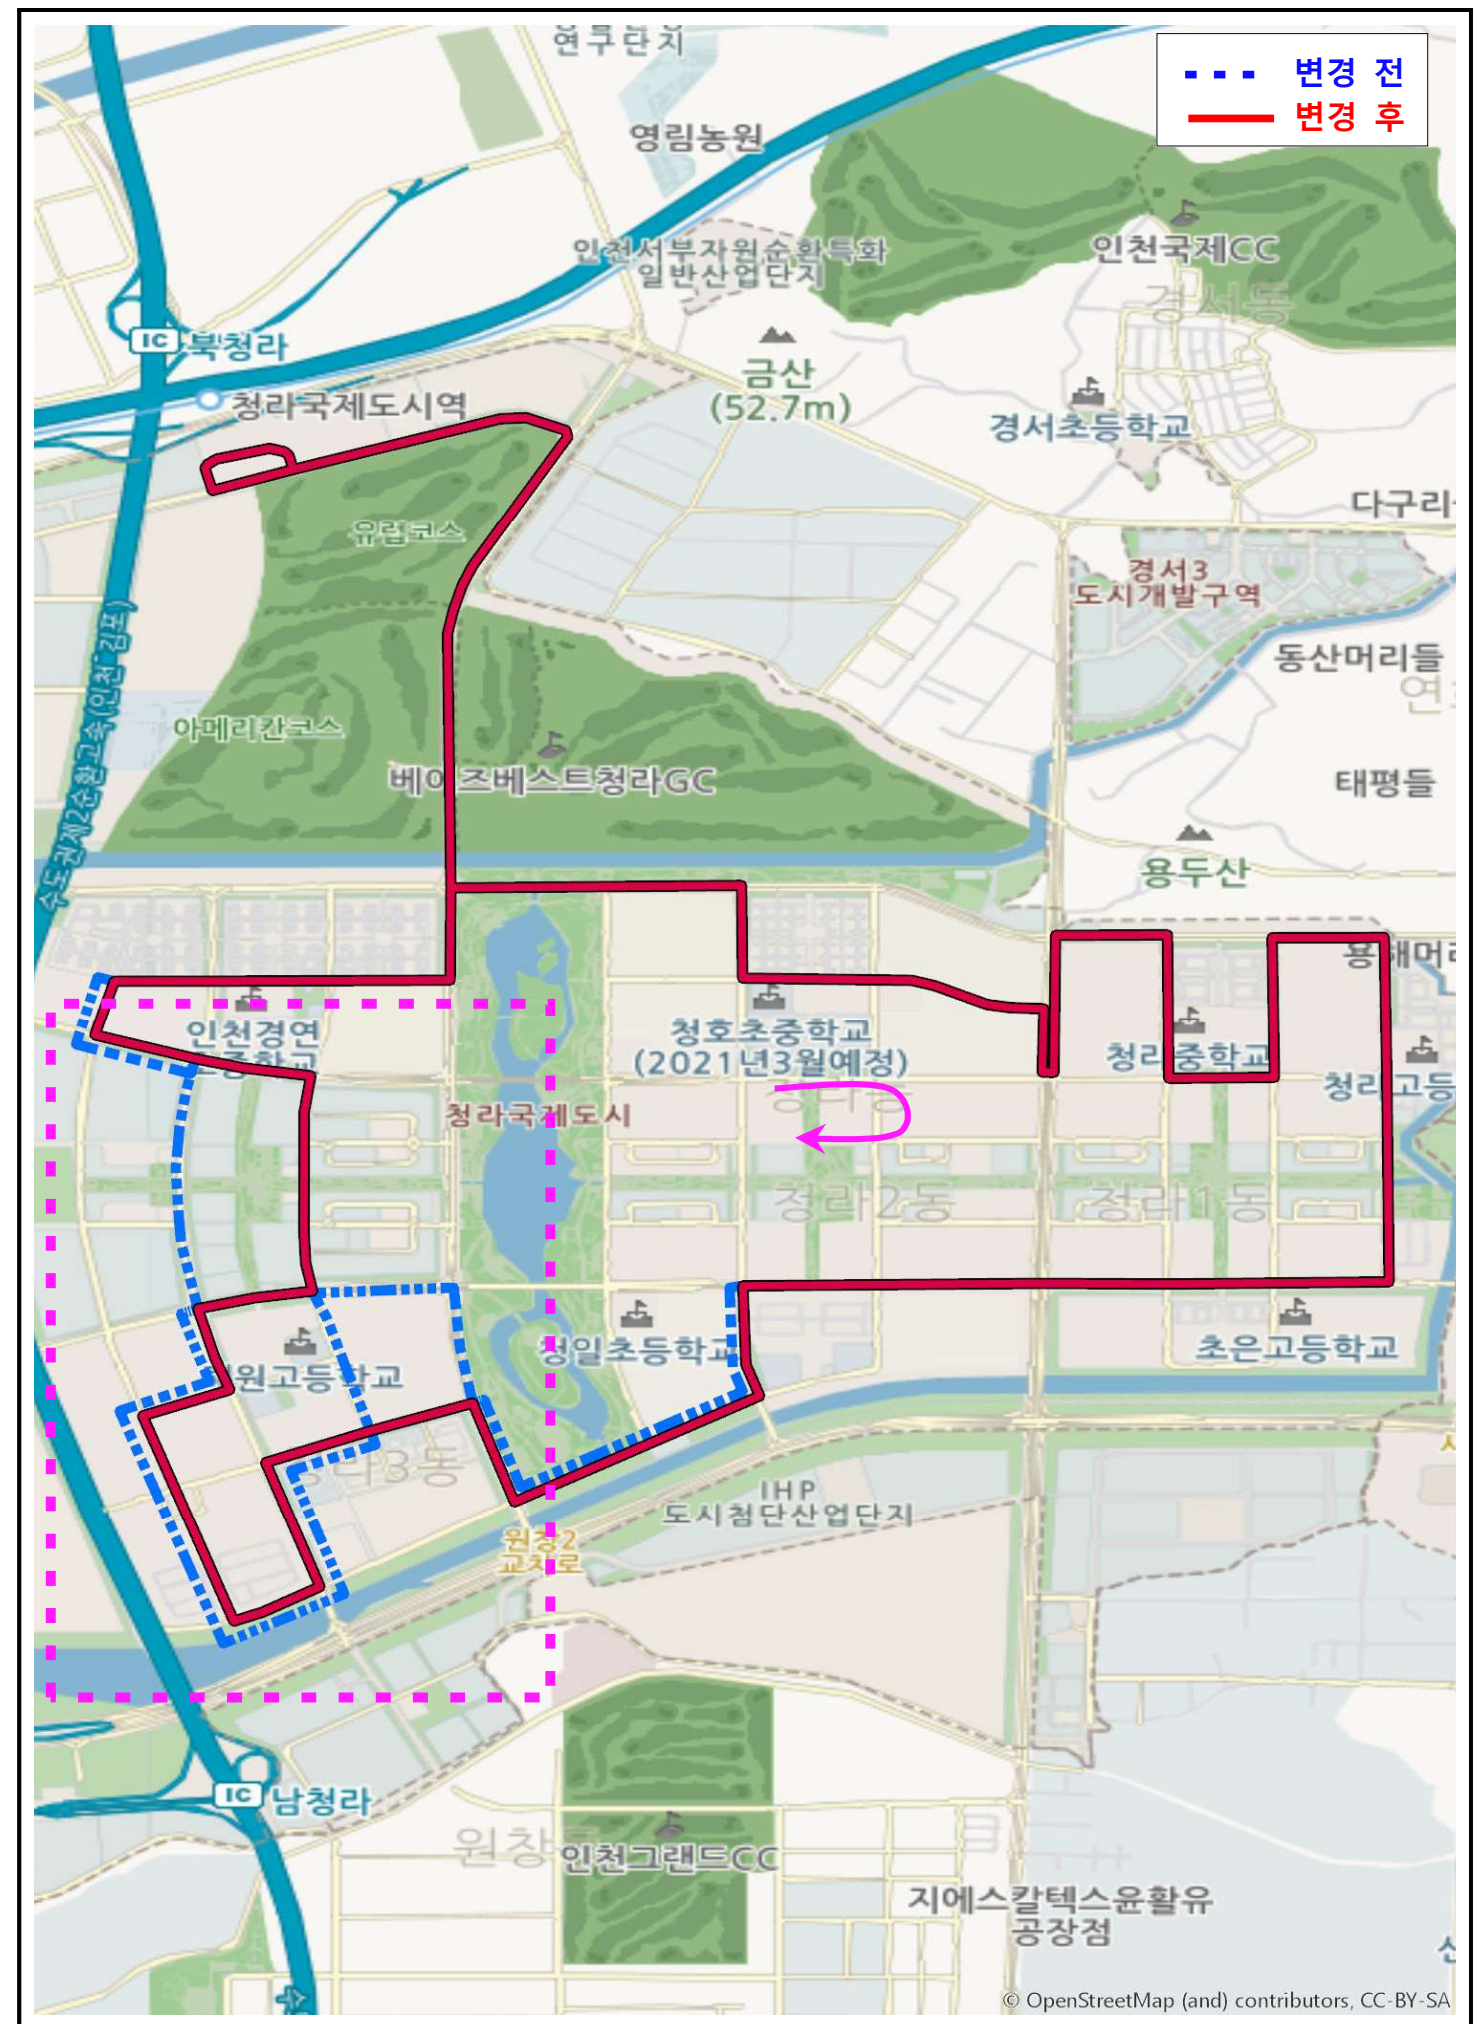 연구단지
변경 전
변경 후
영림농원
인천서부자원순환특화
일반산업단지
인천국제CC
경서동
IC
북청라
금산
(52.7m)
청라국제도시역
경서초등학교
다구리
유럽코스
경서3
도시개발구역
동산머리들
수도권제2순환고속(인천 김포)
아메리칸코스
베어즈베스트청라GC
태평들
용두산
용해머리
인천경연
청호초중학교
(2021년3월예정)
청라중학교
청라고등
청라국제도시
청라동
청라2동
청라1동
청일초등학교
초은고등학교
원고등학교
청라3동
IHP
도시첨단산업단지
원창2
교차로
IC
남청라
원창
인천그랜드CC
지에스칼텍스윤활유
공장점
© OpenStreetMap (and) contributors, CC-BY-SA